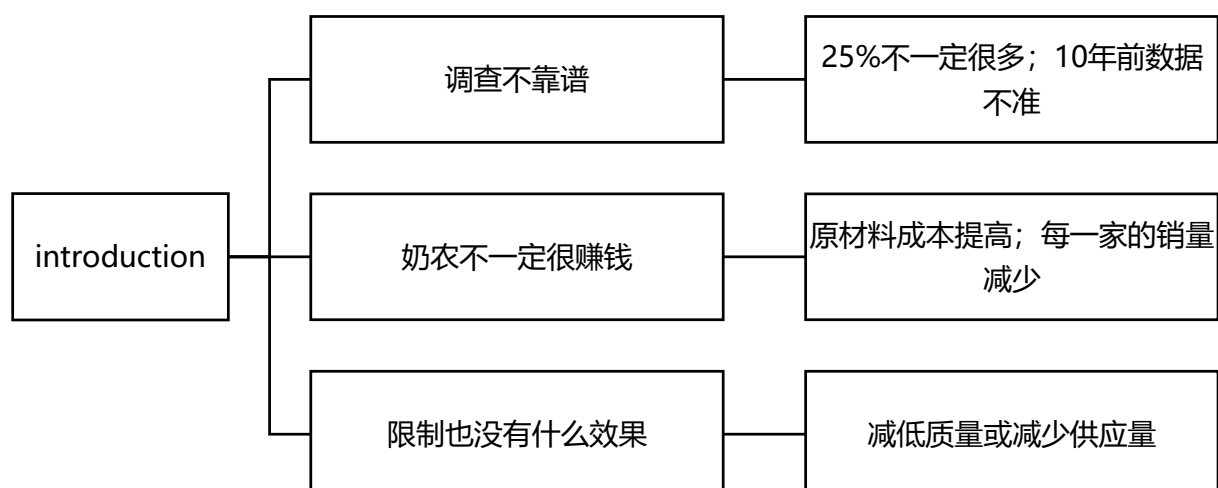 调查不靠谱
25%不一定很多；10年前数据
不准
introduction
奶农不一定很赚钱
原材料成本提高；每一家的销量
减少
限制也没有什么效果
减低质量或减少供应量